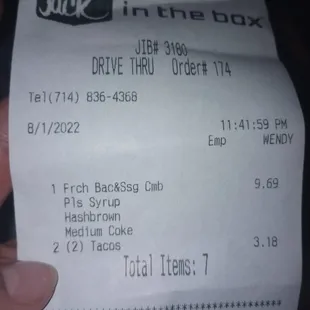 Jack in the box
JIB# 3180
DRIVE THRU Order# 174
Tel(714) 836-4368
8/1/2022 11:41:59 PM
Emp WENDY
1 Frch Bac&Ssg Cmb 9.69
Pls Syrup
Hashbrown
Medium Coke
2 (2) Tacos 3.18
Total Items: 7